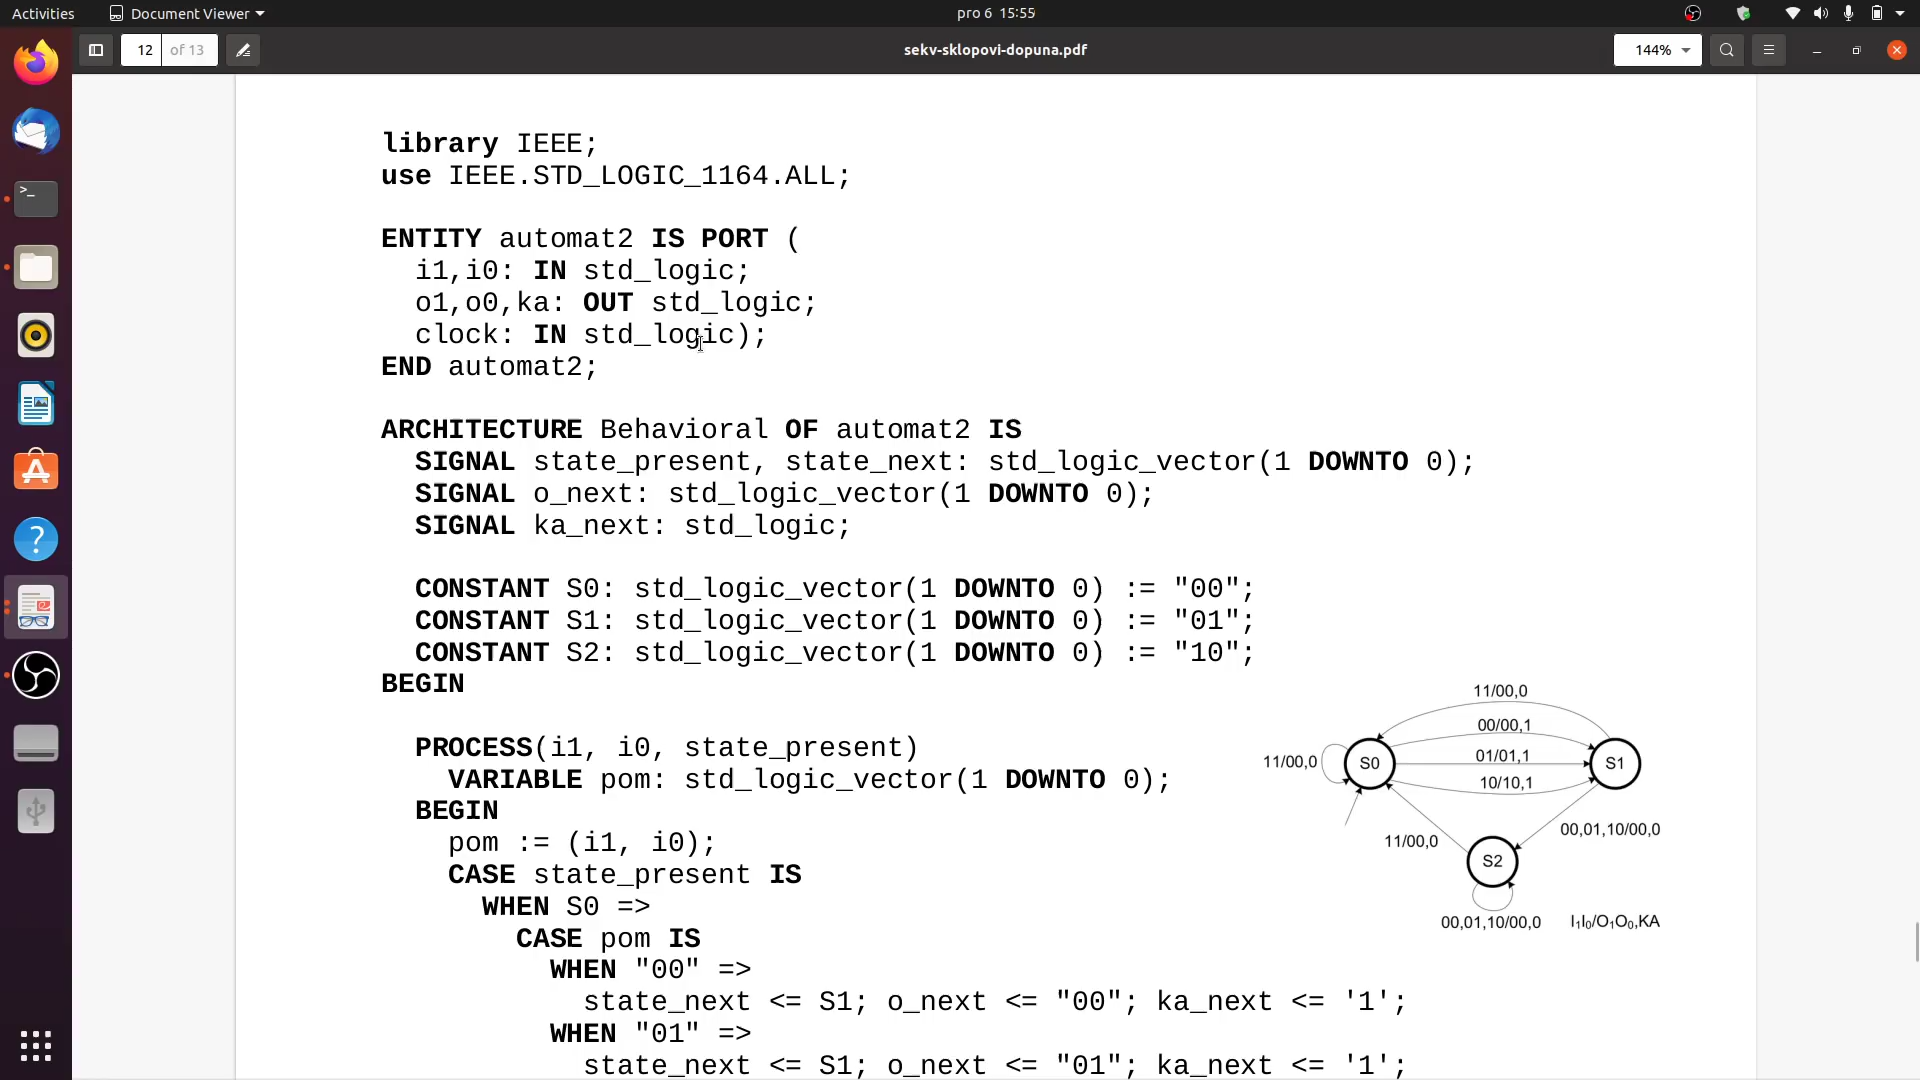 Activities
Document Viewer
pro 6 15:55
12 of 13
sekv-sklopovi-dopuna.pdf
144%
library IEEE;
use IEEE.STD_LOGIC_1164.ALL;
ENTITY automat2 IS PORT (
i1,i0: IN std_logic;
o1,o0,ka: OUT std_logic;
clock: IN std_logic);
END automat2;
ARCHITECTURE Behavioral OF automat2 IS
SIGNAL state_present, state_next: std_logic_vector(1 DOWNTO 0);
SIGNAL o_next: std_logic_vector(1 DOWNTO 0);
SIGNAL ka_next: std_logic;
CONSTANT S0: std_logic_vector(1 DOWNTO 0) := "00";
CONSTANT S1: std_logic_vector(1 DOWNTO 0) := "01";
CONSTANT S2: std_logic_vector(1 DOWNTO 0) := "10";
BEGIN
PROCESS(i1, i0, state_present)
VARIABLE pom: std_logic_vector(1 DOWNTO 0);
BEGIN
pom := (i1, i0);
CASE state_present IS
WHEN S0 =>
CASE pom IS
WHEN "00" =>
state_next <= S1; o_next <= "00"; ka_next <= '1';
WHEN "01" =>
state_next <= S1; o_next <= "01"; ka_next <= '1';
11/00,0
00/00,1
11/00,0
S0
01/01,1
S1
10/10,1
11/00,0
00,01,10/00,0
S2
00,01,10/00,0
I₁I₀/O₁O₀,KA